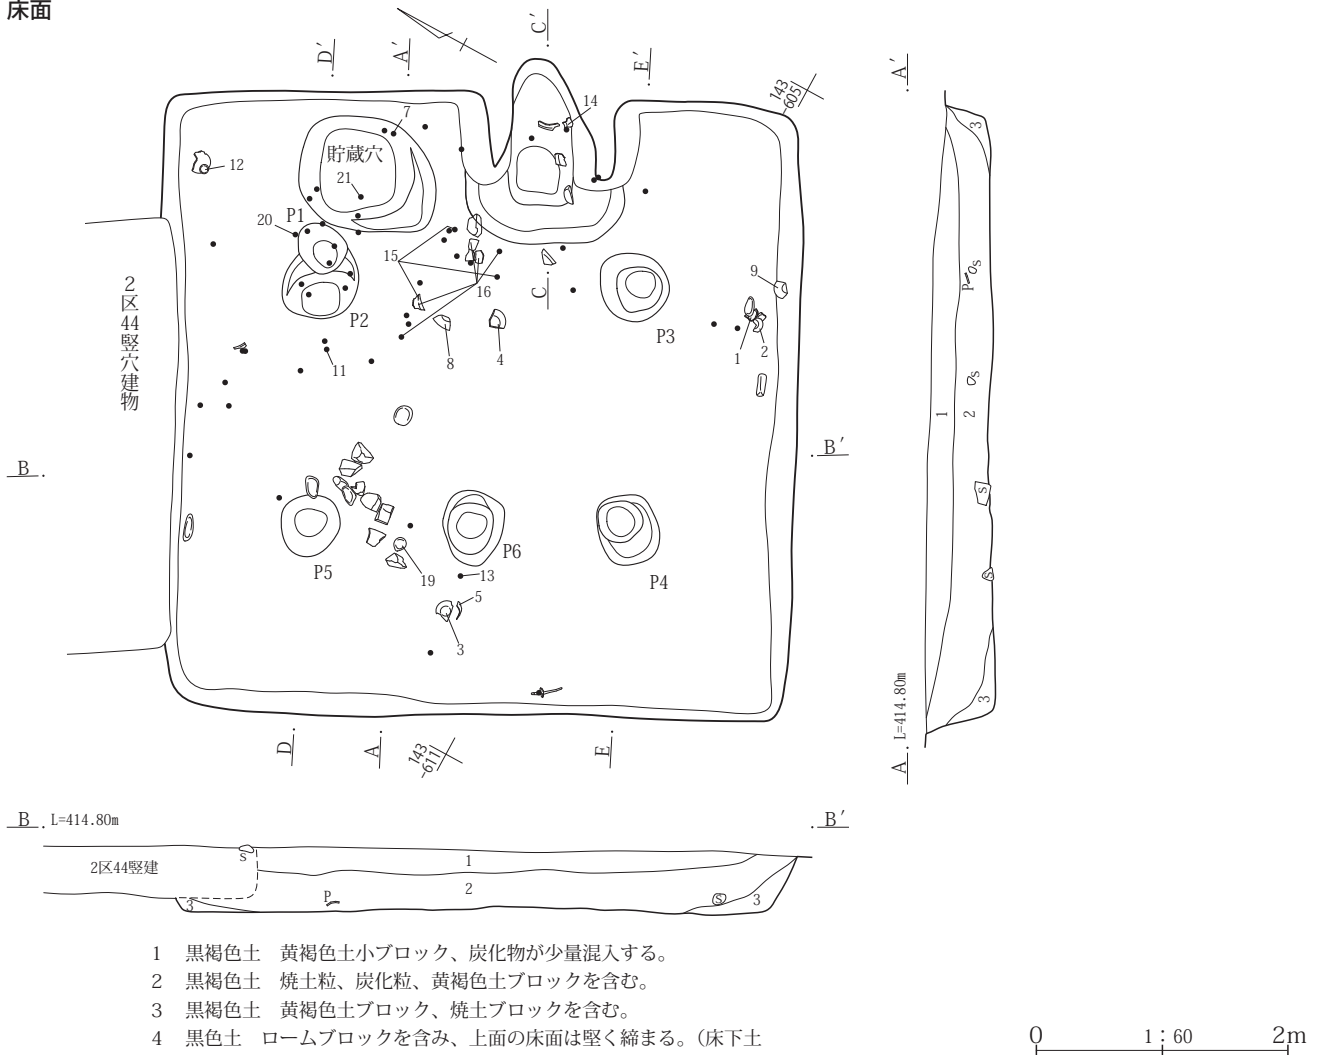 床面
C′
D′
A′
E′
A′
143
-605
14
7
3
貯蔵穴
12
21
20
P1
15
9
S
P
16
C
2区44竪穴建物
P2
P3
1
2
8
4
11
S
1
2
B
B′
S
P5
P6
P4
19
13
S
5
3
3
L=414.80m
D
A
143
-611
E
A
B
L=414.80m
B′
S
2区44竪建
1
2
P
S
3
3
1 黒褐色土 黄褐色土小ブロック、炭化物が少量混入する。
2 黒褐色土 焼土粒、炭化粒、黄褐色土ブロックを含む。
3 黒褐色土 黄褐色土ブロック、焼土ブロックを含む。
4 黒色土 ロームブロックを含み、上面の床面は堅く締まる。（床下土
0 1：60 2m